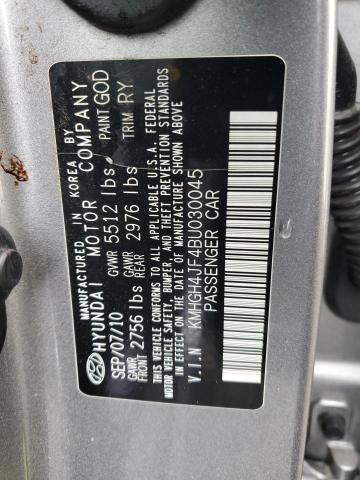 MANUFACTURED IN KOREA BY
HYUNDAI MOTOR COMPANY
SEP/07/10 GVWR 5512 lbs. PAINT GOD
GAWR FRONT 2756 lbs GAWR REAR 2976 lbs TRIM RY
THIS VEHICLE CONFORMS TO ALL APPLICABLE U.S.A. FEDERAL
MOTOR VEHICLE SAFETY, BUMPER, AND THEFT PREVENTION
STANDARDS IN EFFECT ON THE DATE OF MANUFACTURE SHOWN ABOVE
V.I.N KMHGH4JF4BU030045
PASSENGER CAR